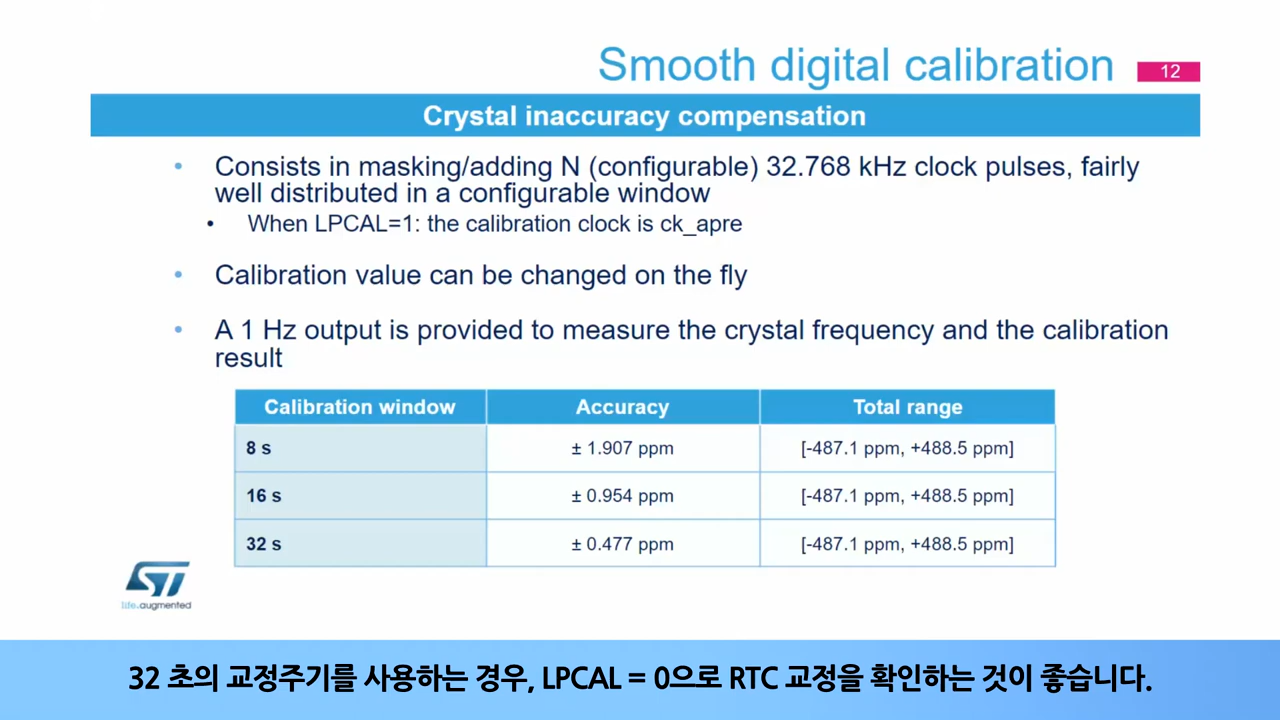 Smooth digital calibration
12
Crystal inaccuracy compensation
• Consists in masking/adding N (configurable) 32.768 kHz clock pulses, fairly
well distributed in a configurable window
• When LPCAL=1: the calibration clock is ck_apre
• Calibration value can be changed on the fly
• A 1 Hz output is provided to measure the crystal frequency and the calibration
result
Calibration window Accuracy Total range
8 s ± 1.907 ppm [-487.1 ppm, +488.5 ppm]
16 s ± 0.954 ppm [-487.1 ppm, +488.5 ppm]
32 s ± 0.477 ppm [-487.1 ppm, +488.5 ppm]
ST
life.augmented
32 초의 교정주기를 사용하는 경우, LPCAL = 0으로 RTC 교정을 확인하는 것이 좋습니다.